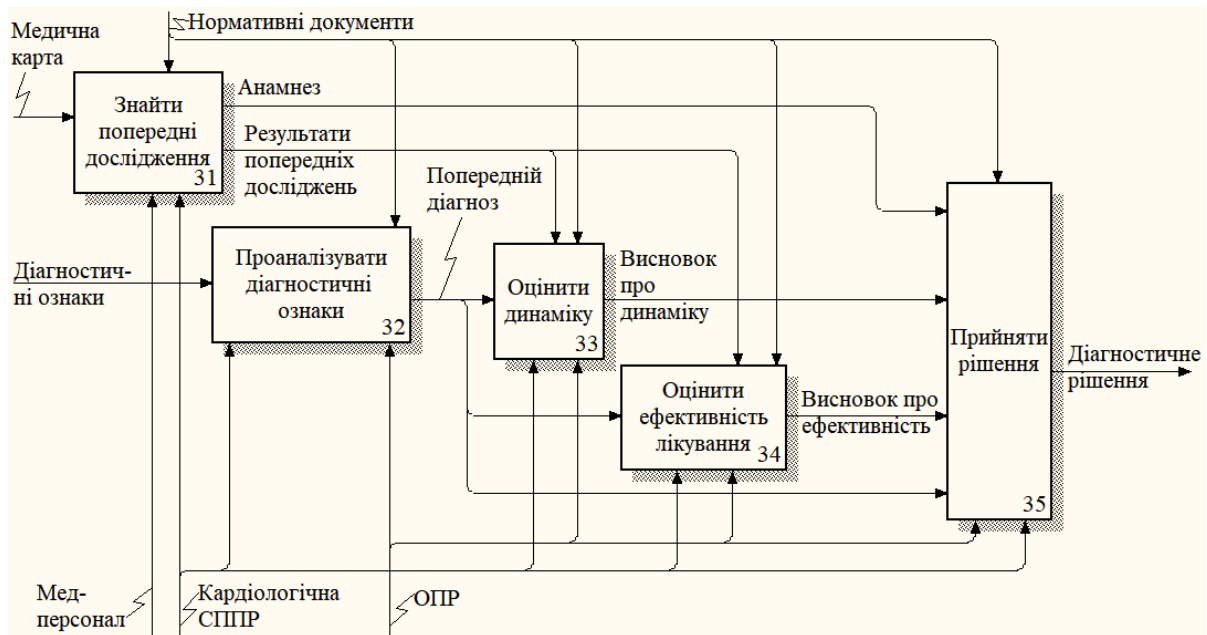 Нормативні документи
Медична
карта
Знайти
попередні
дослідження
31
Анамнез
Результати
попередніх
досліджень
Попередній
діагноз
Діагностич-
ні ознаки
Проаналізувати
діагностичні
ознаки
32
Оцінити
динаміку
33
Висновок
про
динаміку
Оцінити
ефективність
лікування
34
Висновок про
ефективність
Прийняти
рішення
35
Діагностичне
рішення
Мед-
персонал
Кардіологічна
СППР
ОПР